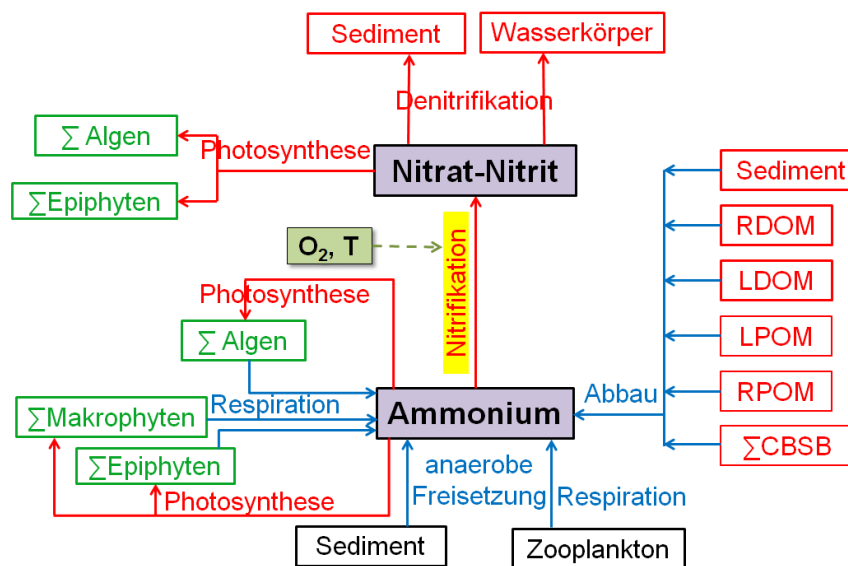 Sediment
Wasserkörper
Denitrifikation
∑ Algen
Photosynthese
Nitrat-Nitrit
∑Epiphyten
Sediment
RDOM
O₂, T
Nitrifikation
LDOM
Photosynthese
∑ Algen
LPOM
RPOM
Abbau
∑Makrophyten
Respiration
Ammonium
∑CBSB
∑Epiphyten
anaerobe
Freisetzung
Respiration
Photosynthese
Sediment
Zooplankton